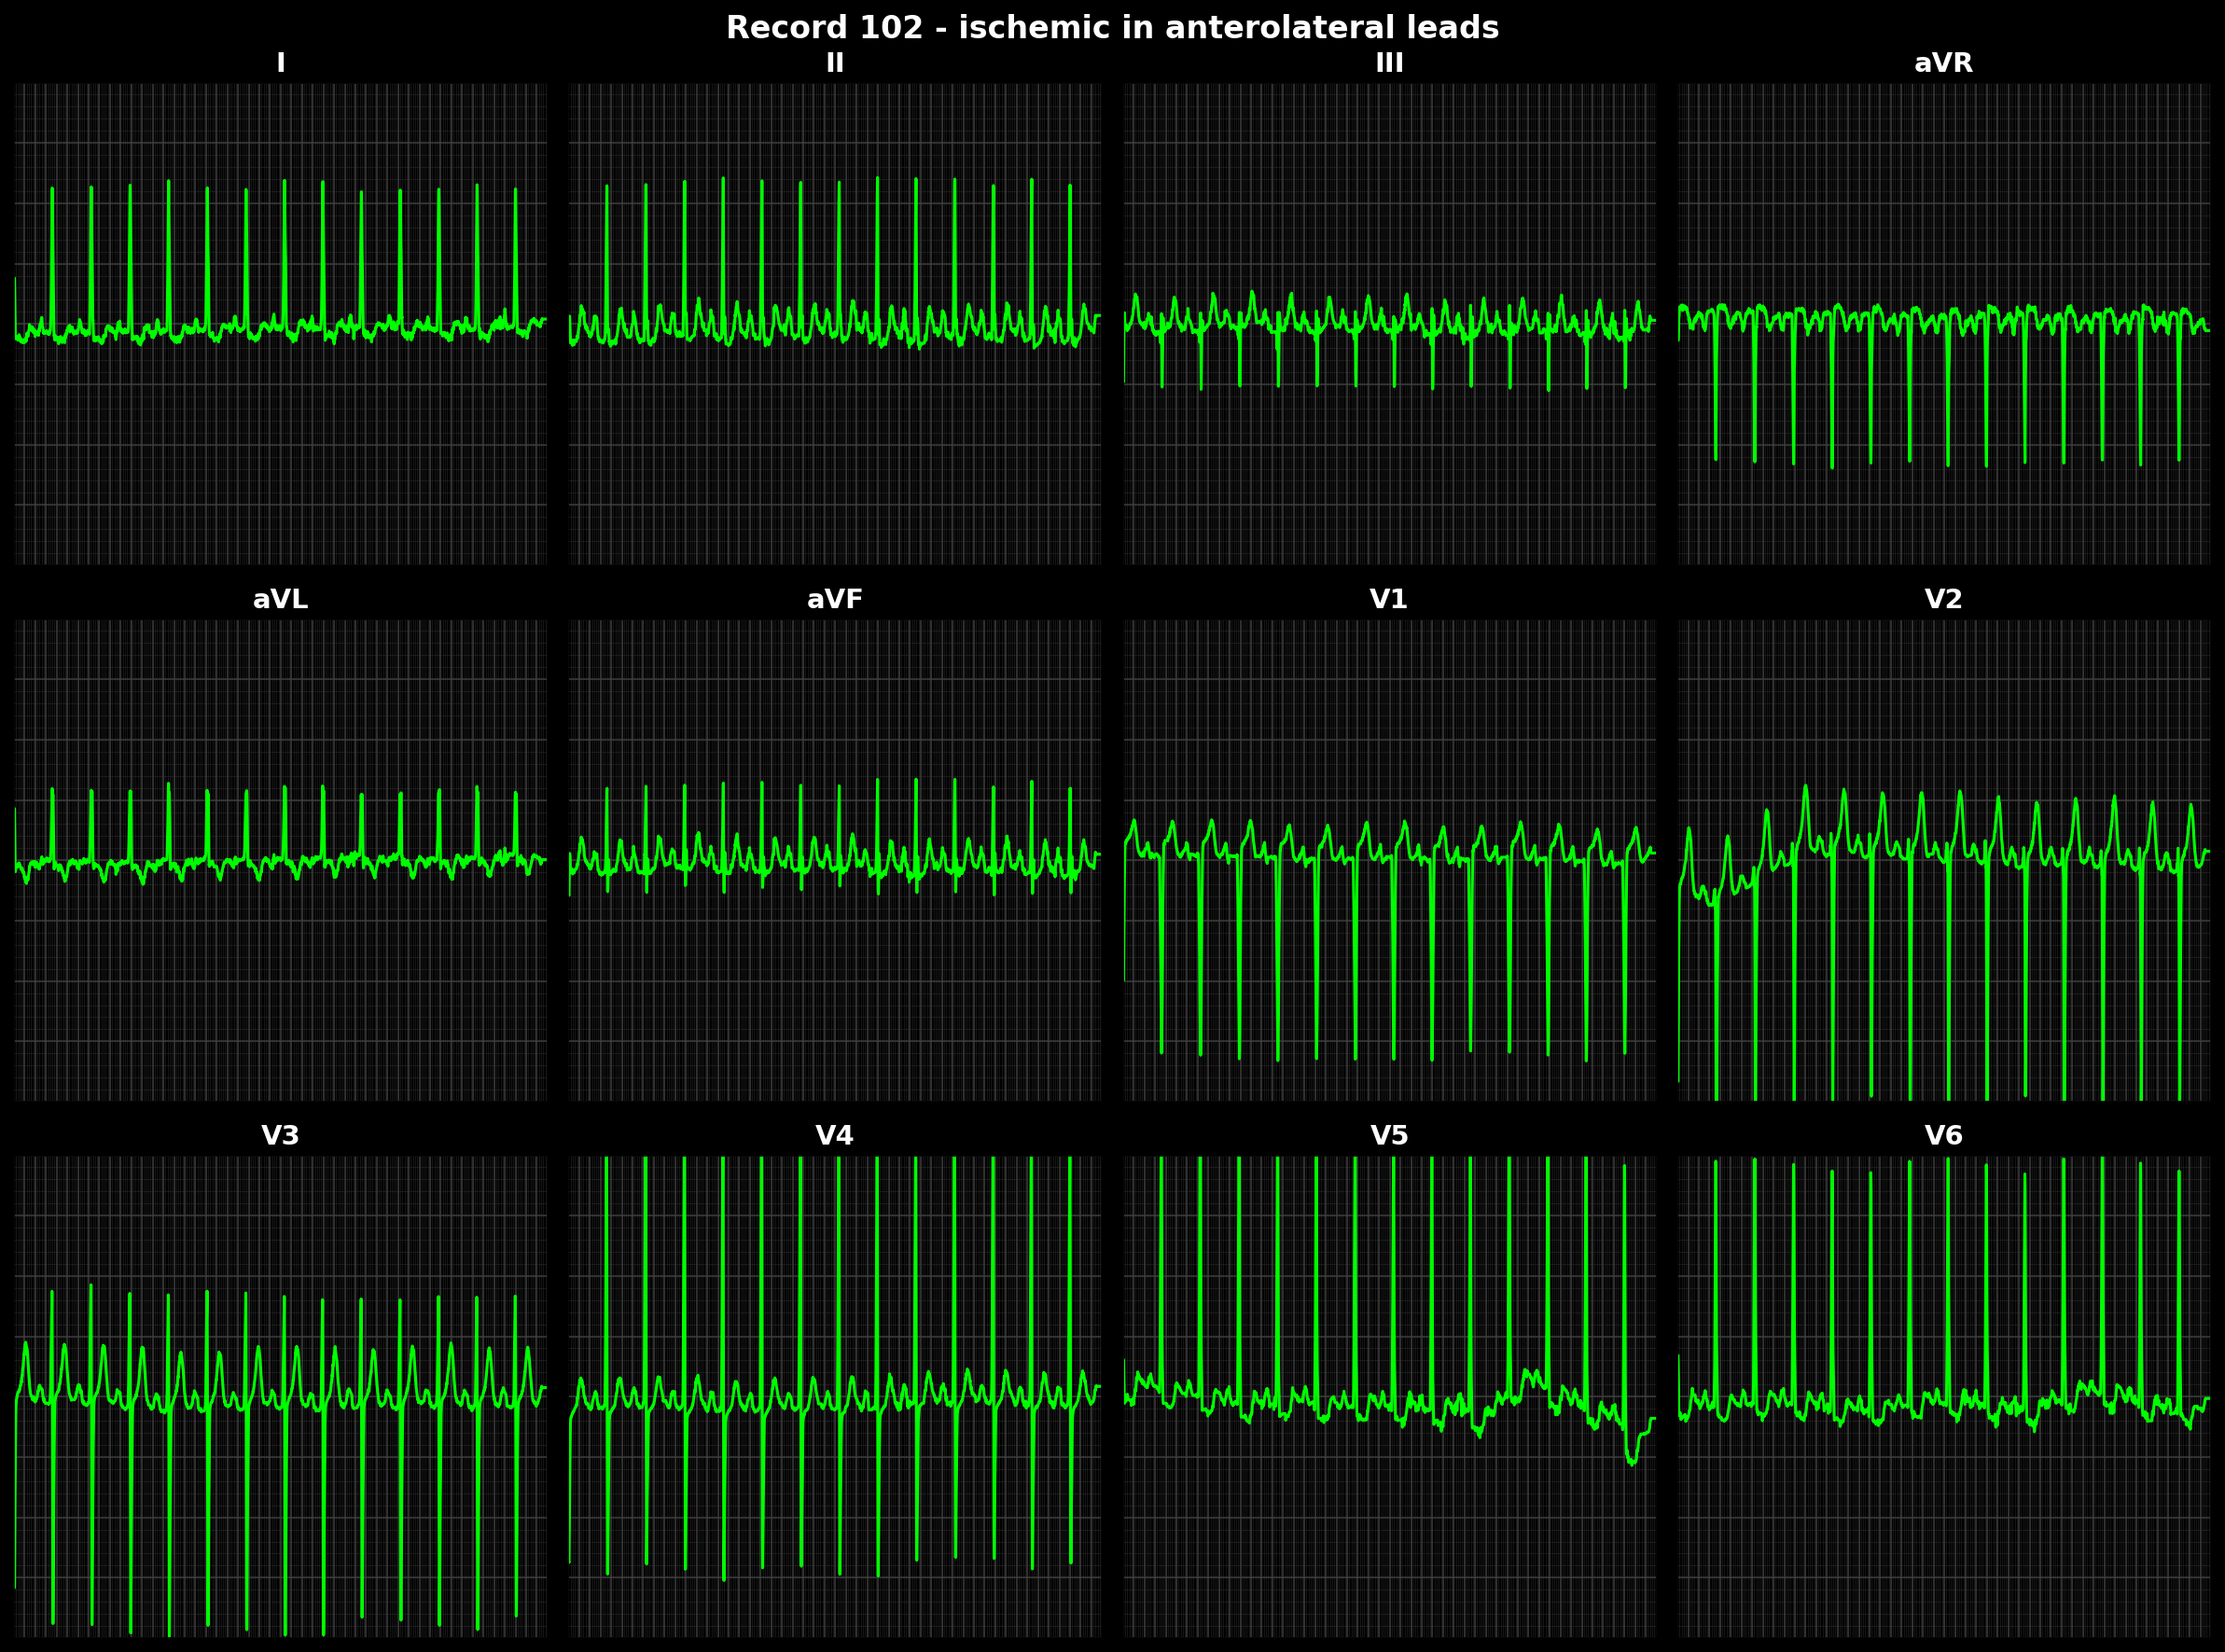 Record 102 - ischemic in anterolateral leads
I II III aVR
aVL aVF V1 V2
V3 V4 V5 V6